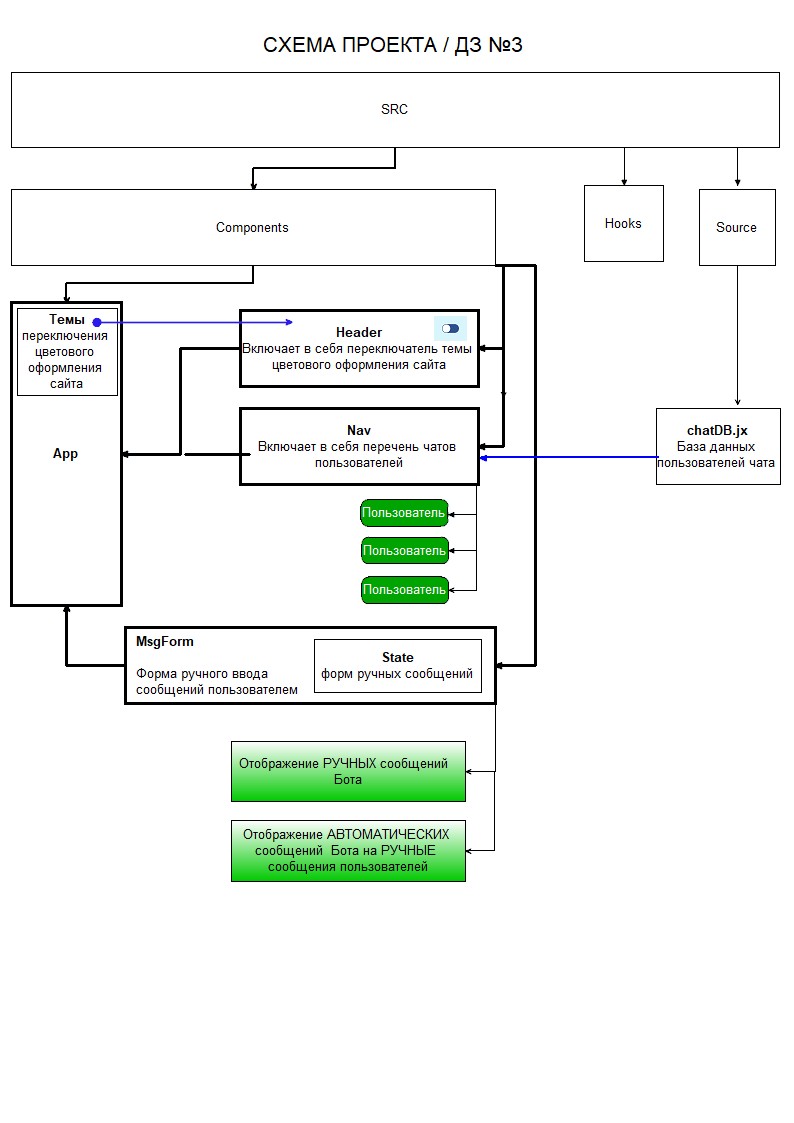 СХЕМА ПРОЕКТА / ДЗ №3
SRC
Components
Hooks
Source
Темы
переключения
цветового
оформления
сайта
Header
Включает в себя переключатель темы
цветового оформления сайта
App
Nav
Включает в себя перечень чатов
пользователей
chatDB.jx
База данных
пользователей чата
Пользователь
Пользователь
Пользователь
MsgForm
Форма ручного ввода
сообщений пользователем
State
форм ручных сообщений
Отображение РУЧНЫХ сообщений
Бота
Отображение АВТОМАТИЧЕСКИХ
сообщений Бота на РУЧНЫЕ
сообщения пользователей